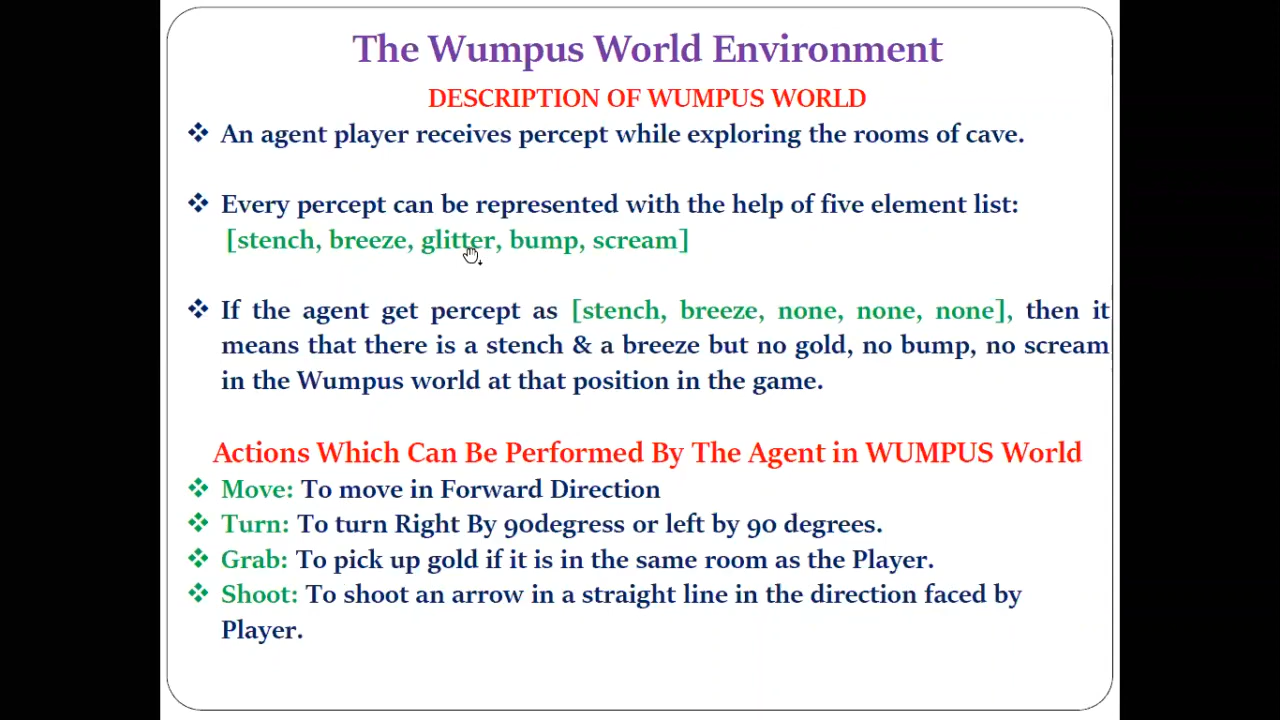 The Wumpus World Environment
DESCRIPTION OF WUMPUS WORLD
❖ An agent player receives percept while exploring the rooms of cave.
❖ Every percept can be represented with the help of five element list:
[stench, breeze, glitter, bump, scream]
❖ If the agent get percept as [stench, breeze, none, none, none], then it
means that there is a stench & a breeze but no gold, no bump, no scream
in the Wumpus world at that position in the game.
Actions Which Can Be Performed By The Agent in WUMPUS World
❖ Move: To move in Forward Direction
❖ Turn: To turn Right By 90degress or left by 90 degrees.
❖ Grab: To pick up gold if it is in the same room as the Player.
❖ Shoot: To shoot an arrow in a straight line in the direction faced by
Player.